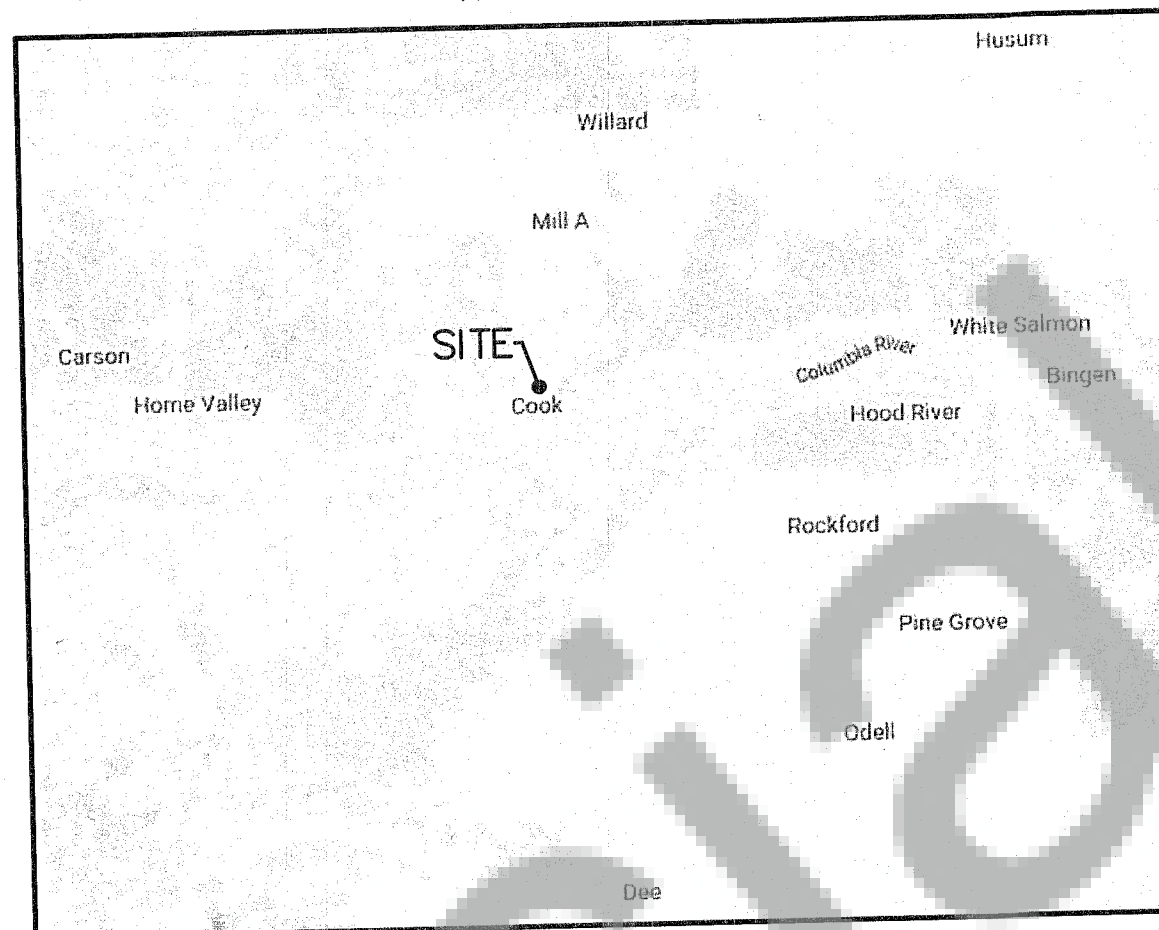 Husum
Willard
Mill A
White Salmon
SITE
Columbia River
Carson
Bingen
Home Valley
Cook
Hood River
Rockford
Pine Grove
Odell
Dee